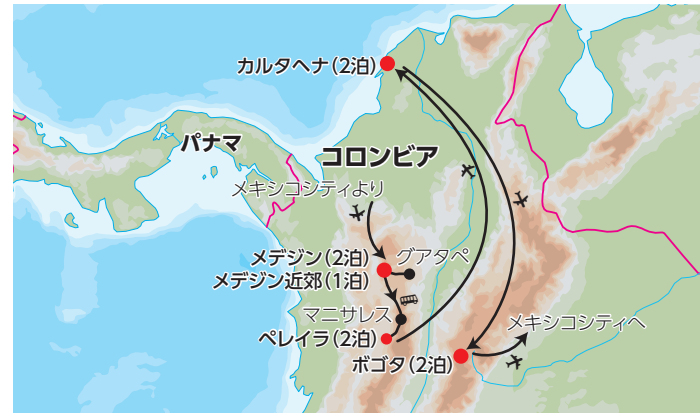 カルタヘナ(2泊)
パナマ
コロンビア
メキシコシティより
メデジン(2泊)
グアタペ
メデジン近郊(1泊)
マニサレス
ペレイラ(2泊)
メキシコシティへ
ボゴタ(2泊)